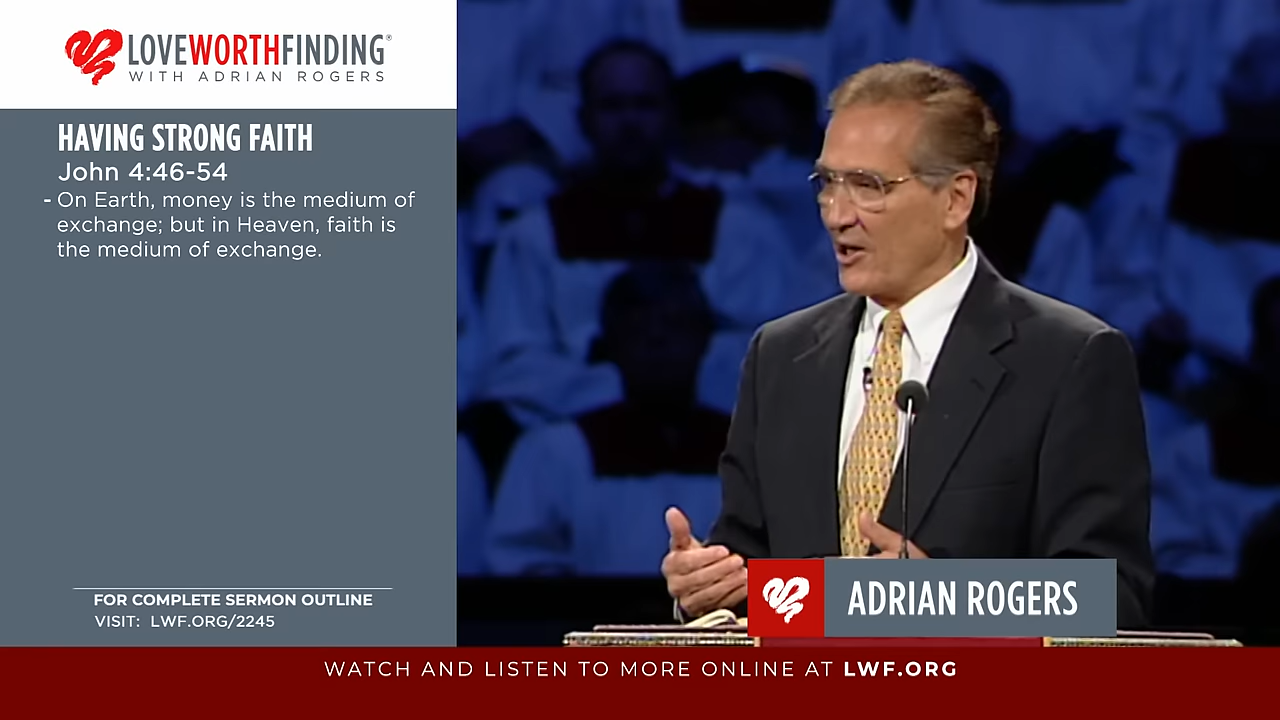 LOVEWORTHFINDING®
WITH ADRIAN ROGERS
HAVING STRONG FAITH
John 4:46-54
- On Earth, money is the medium of
exchange; but in Heaven, faith is
the medium of exchange.
FOR COMPLETE SERMON OUTLINE
VISIT: LWF.ORG/2245
ADRIAN ROGERS
WATCH AND LISTEN TO MORE ONLINE AT LWF.ORG